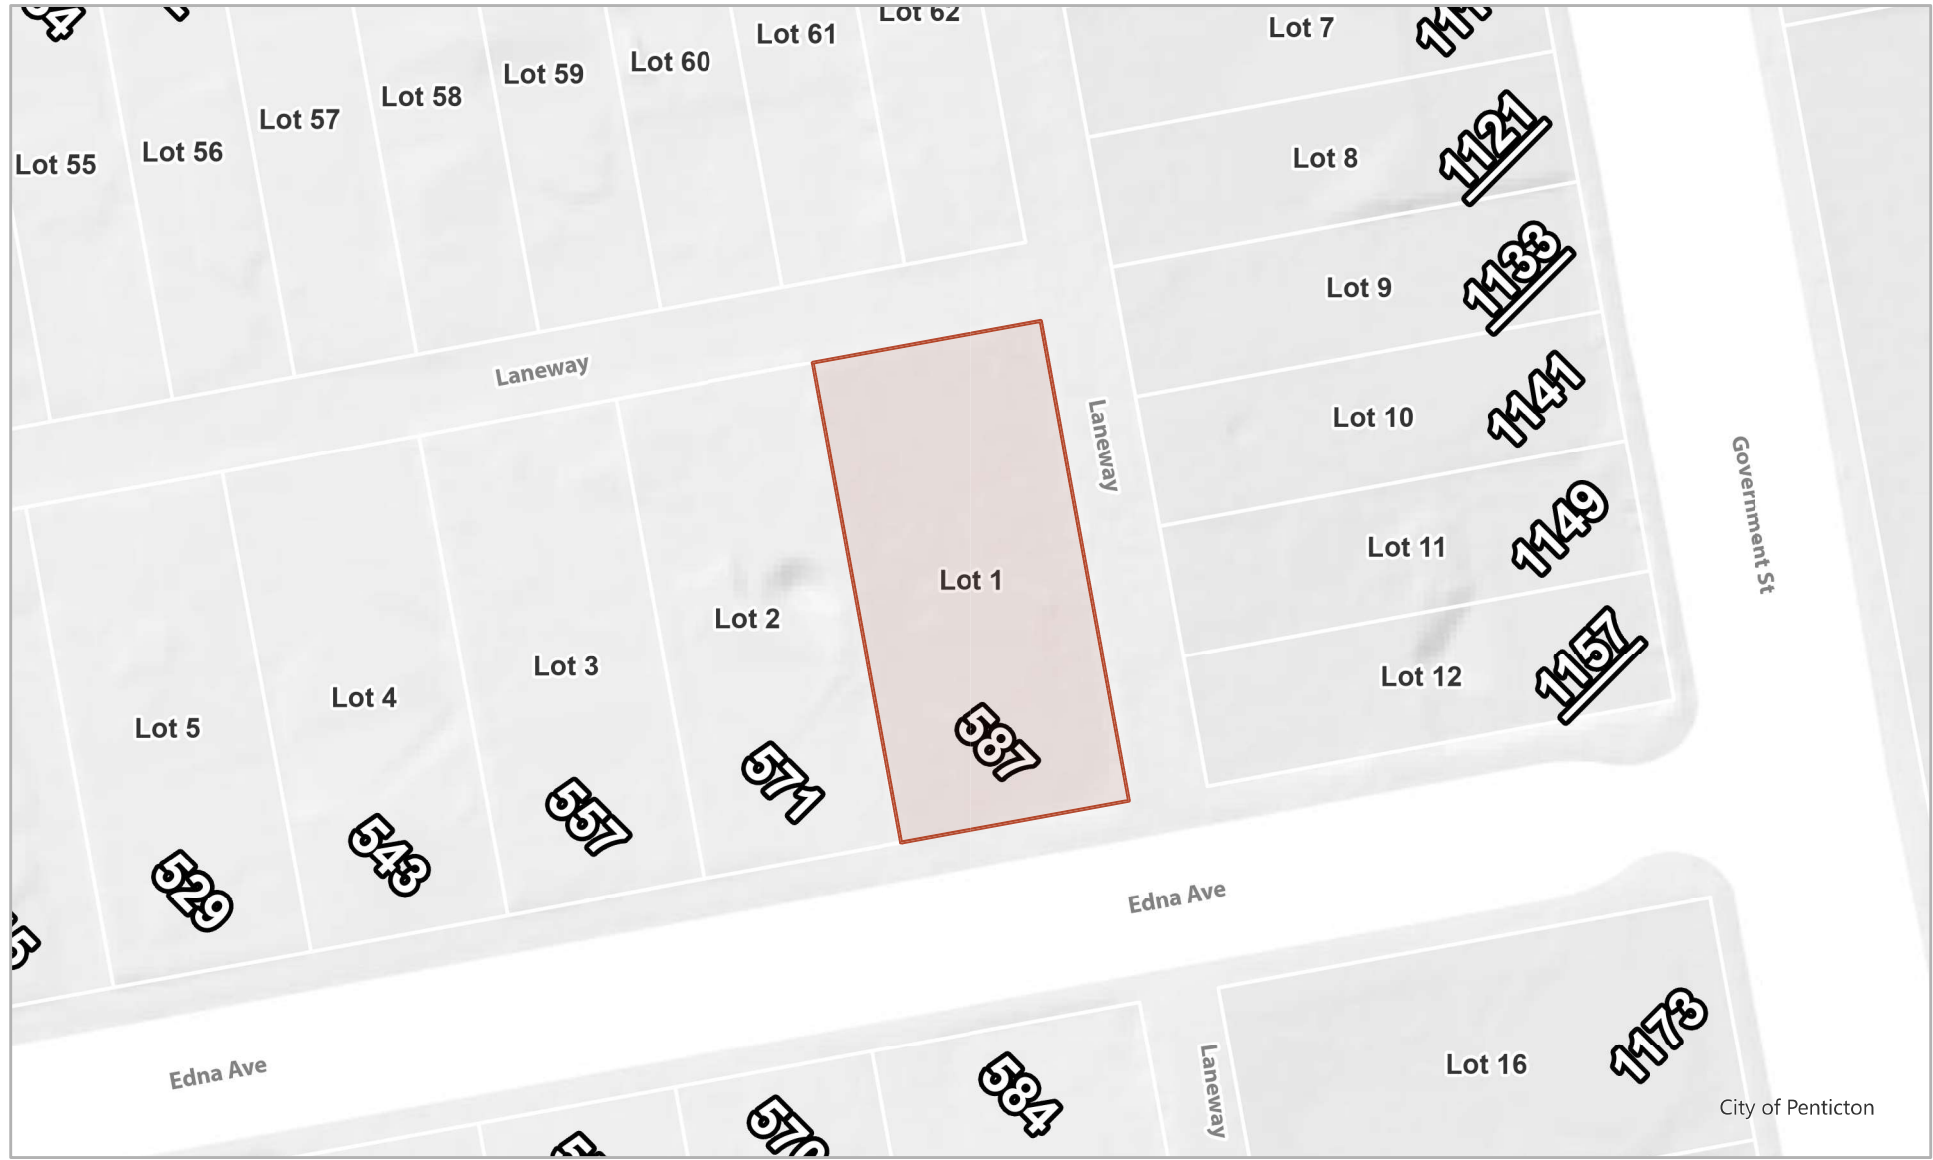 Lot 62
Lot 61
Lot 7
Lot 60
Lot 59
Lot 58
Lot 57
Lot 56
Lot 55
Lot 8
1121
Lot 9
1133
Laneway
Lot 10
1141
Laneway
Government St
Lot 11
1149
Lot 1
Lot 2
Lot 3
Lot 12
1157
Lot 4
Lot 5
587
571
557
543
529
Edna Ave
Edna Ave
Lot 16
1173
584
570
Laneway
City of Penticton